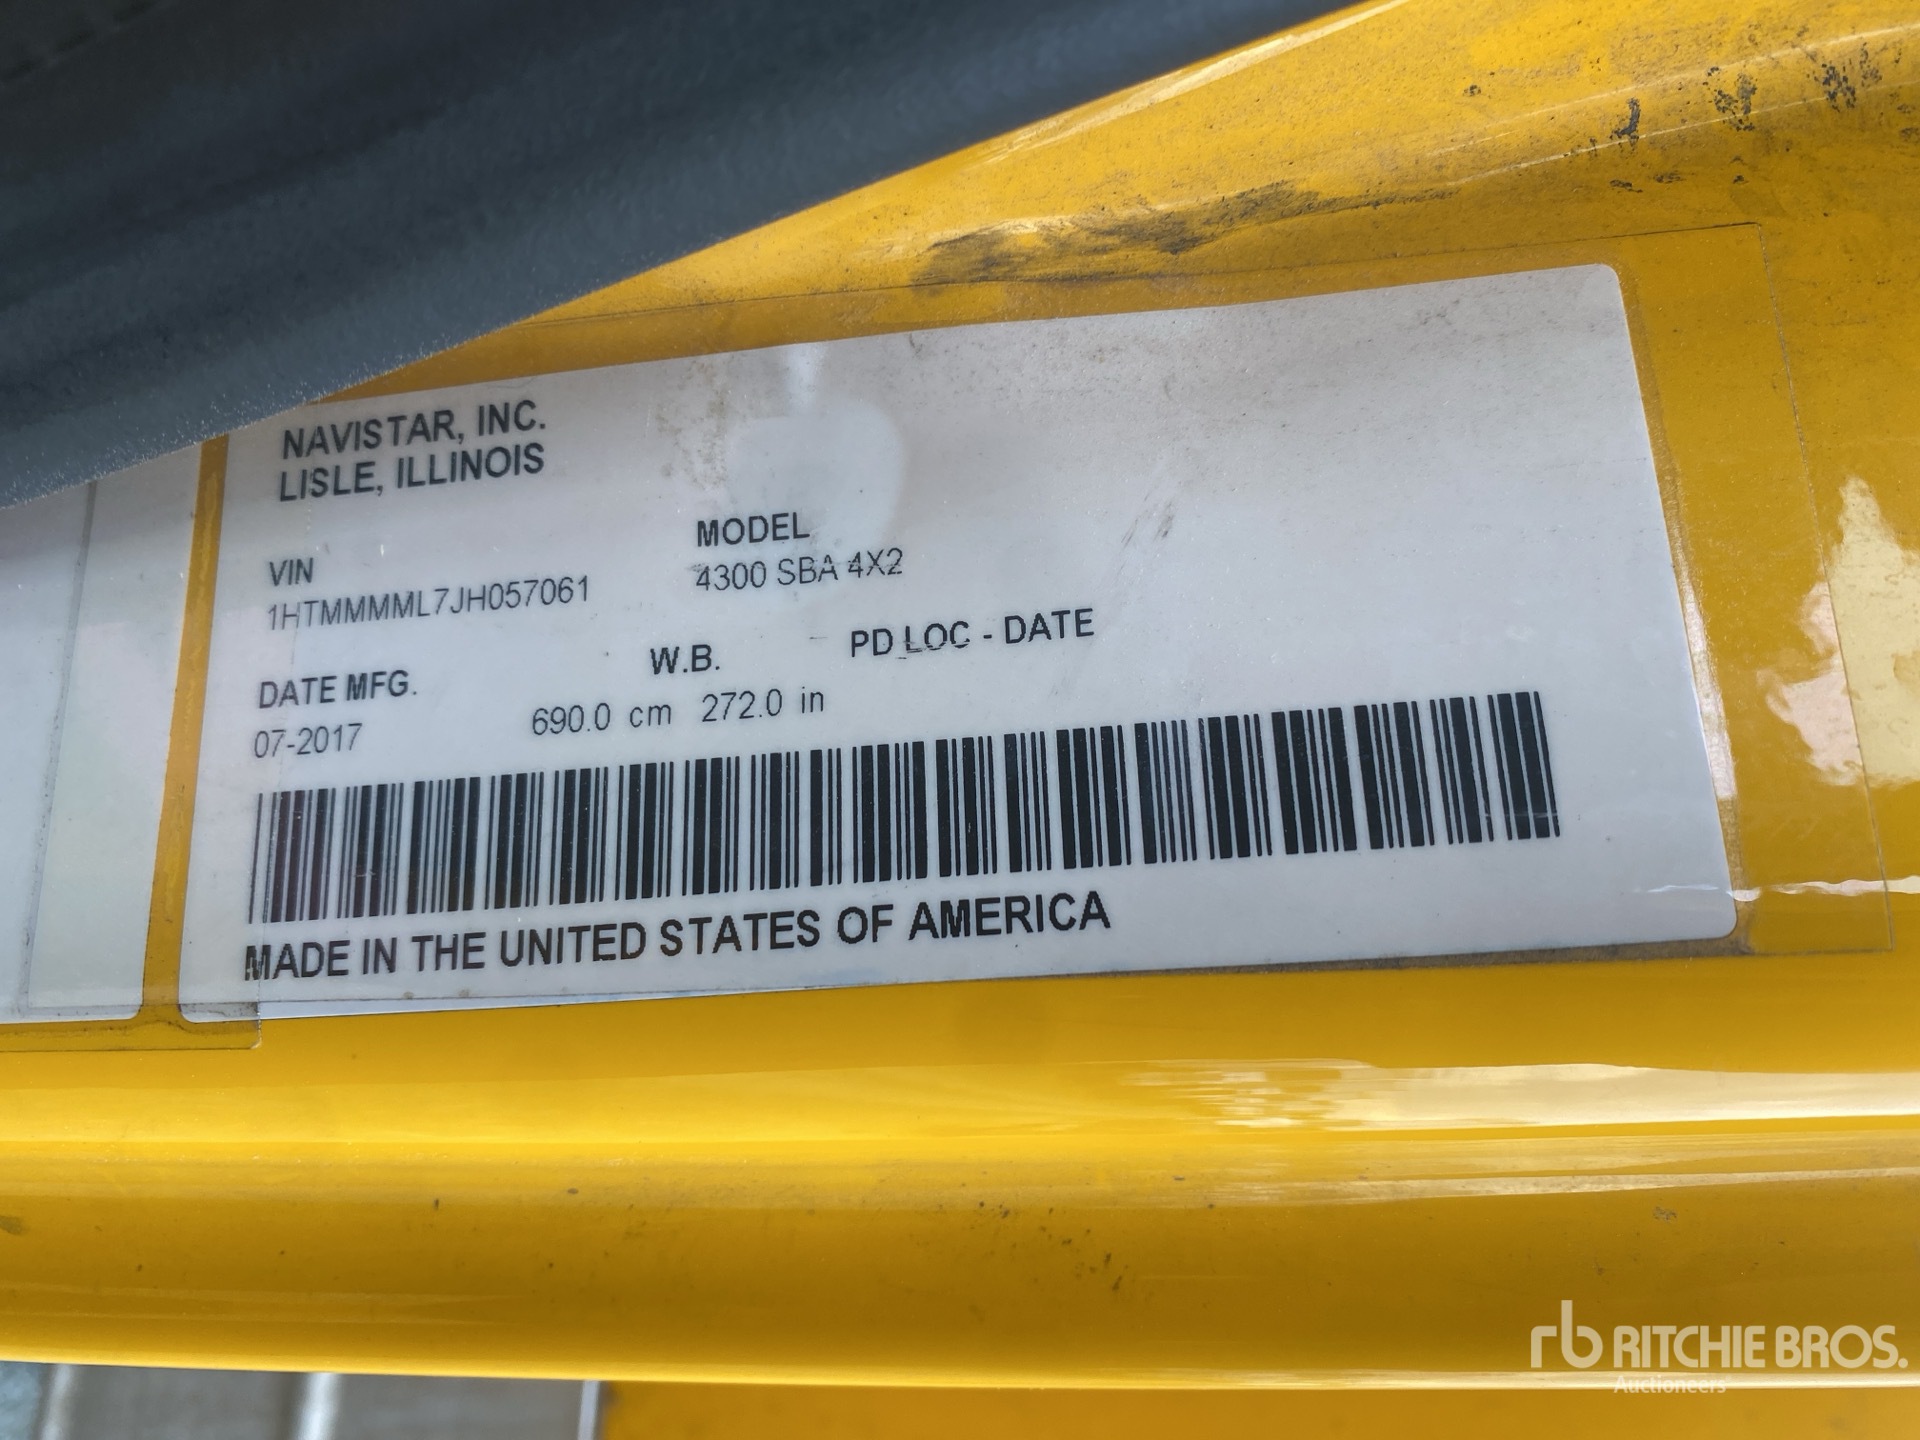 NAVISTAR, INC.
LISLE, ILLINOIS
VIN
1HTMMMML7JH057061
MODEL
4300 SBA 4X2
DATE MFG.
07-2017
W.B.
690.0 cm 272.0 in
PD LOC - DATE
MADE IN THE UNITED STATES OF AMERICA
rb RITCHIE BROS.
Auctioneers